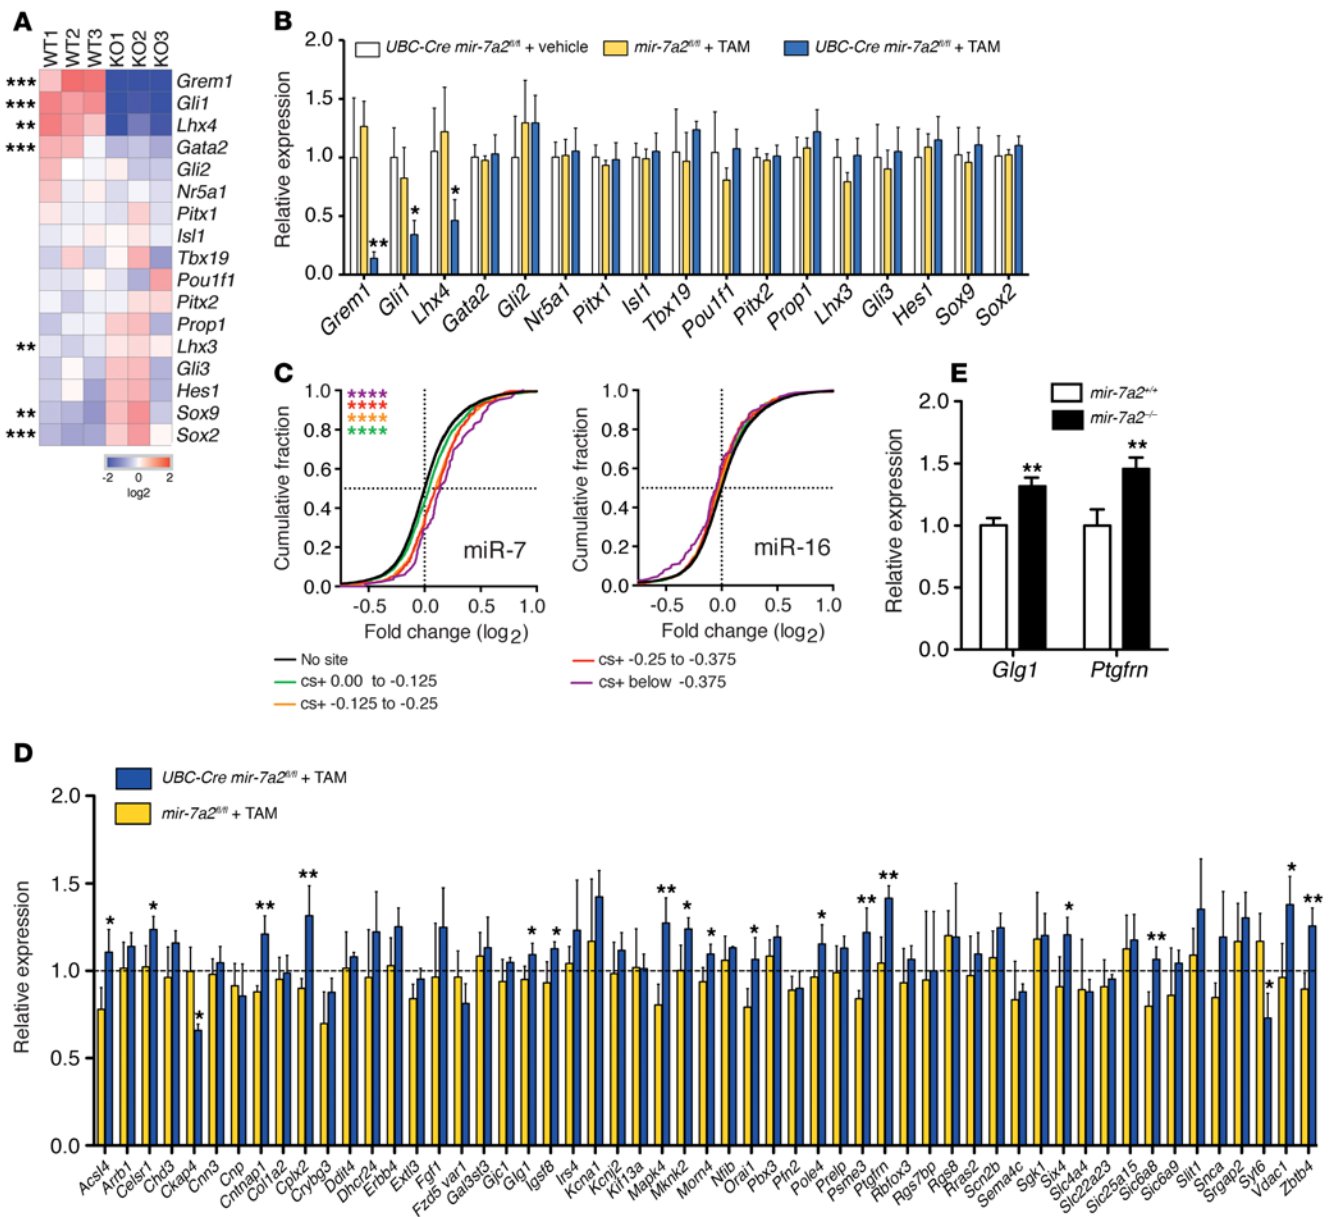 A
WT1 WT2 WT3 KO1 KO2 KO3
*** Grem1
*** Gli1
** Lhx4
*** Gata2
Gli2
Nr5a1
Pitx1
Isl1
Tbx19
Pou1f1
Pitx2
Prop1
** Lhx3
Gli3
Hes1
** Sox9
*** Sox2
-2 0 2
log2
B
UBC-Cre mir-7a2fl/fl + vehicle mir-7a2fl/fl + TAM UBC-Cre mir-7a2fl/fl + TAM
Relative expression
2.0
1.5
1.0
0.5
0.0
** * *
Grem1 Gli1 Lhx4 Gata2 Gli2 Nr5a1 Pitx1 Isl1 Tbx19 Pou1f1 Pitx2 Prop1 Lhx3 Gli3 Hes1 Sox9 Sox2
C
Cumulative fraction
1.0
0.8
0.6
0.4
0.2
0.0
****
****
****
****
miR-7
-0.5 0.0 0.5 1.0
Fold change (log2)
Cumulative fraction
1.0
0.8
0.6
0.4
0.2
0.0
miR-16
-0.5 0.0 0.5 1.0
Fold change (log2)
No site
cs+ 0.00 to -0.125
cs+ -0.125 to -0.25
cs+ -0.25 to -0.375
cs+ below -0.375
E
mir-7a2+/+
mir-7a2-/-
Relative expression
2.0
1.5
1.0
0.5
0.0
** **
Glg1 Ptgfrn
D
UBC-Cre mir-7a2fl/fl + TAM
mir-7a2fl/fl + TAM
Relative expression
2.0
1.5
1.0
0.5
0.0
* * * ** ** * * ** * * * * ** ** * ** * * **
Acsl4 Arrb1 Celsr1 Chd3 Ckap4 Cnn3 Cnp Cntnap1 Col1a2 Cplx2 Crybg3 Ddit4 Dhcr24 Erbb4 Extl3 Fgf1 Fzd5 var1 Gal3st3 Gjc1 Glg1 Igsf8 Irs4 Kcna1 Kcnj2 Kif13a Mapk4 Mknk2 Morn4 Nfib Orai1 Pbx3 Pfn2 Pole4 Prelp Psme3 Ptgfrn Rbfox3 Rgs7bp Rgs8 Rras2 Scn2b Sema4c Sgk1 Slx4 Slc4a4 Slc22a23 Slc25a15 Slc6a8 Slc6a9 Slit1 Snca Srgap2 Vdac1 Zbtb4